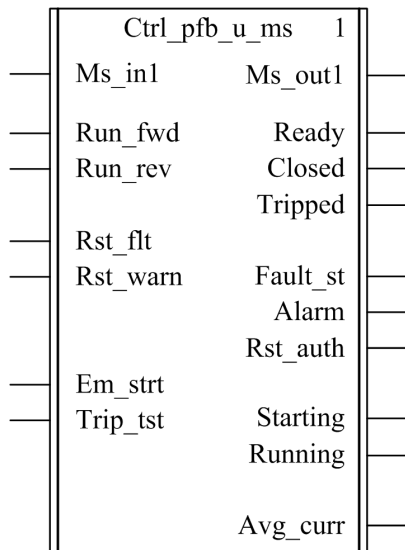 Ctrl_pfb_u_ms 1
Ms_in1 Ms_out1
Run_fwd Ready
Run_rev Closed
Tripped
Rst_flt
Rst_warn Fault_st
Alarm
Rst_auth
Em_strt
Trip_tst Starting
Running
Avg_curr